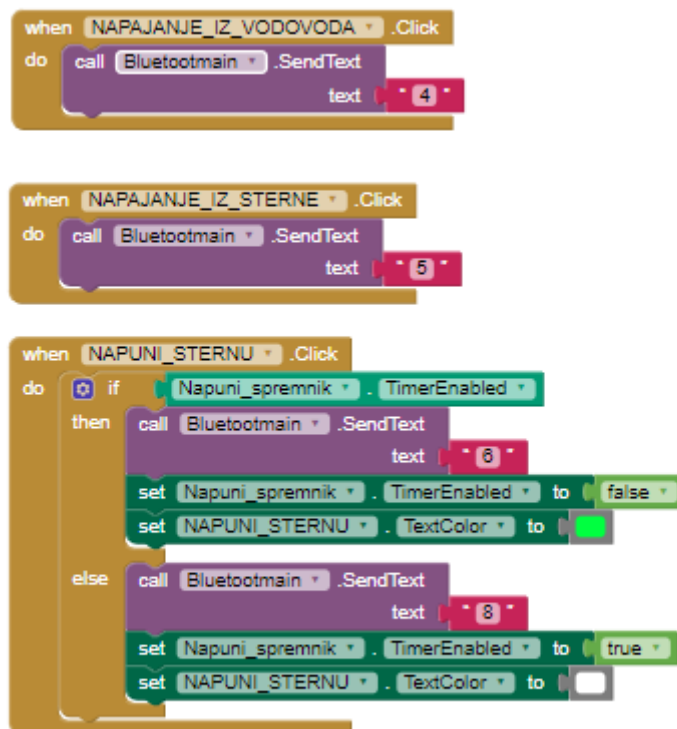 when NAPAJANJE_IZ_VODOVODA .Click
do call Bluetootmain .SendText
text "4"
when NAPAJANJE_IZ_STERNE .Click
do call Bluetootmain .SendText
text "5"
when NAPUNI_STERNU .Click
do if Napuni_spremnik . TimerEnabled
then call Bluetootmain .SendText
text "6"
set Napuni_spremnik . TimerEnabled to false
set NAPUNI_STERNU . TextColor to
else call Bluetootmain .SendText
text "8"
set Napuni_spremnik . TimerEnabled to true
set NAPUNI_STERNU . TextColor to